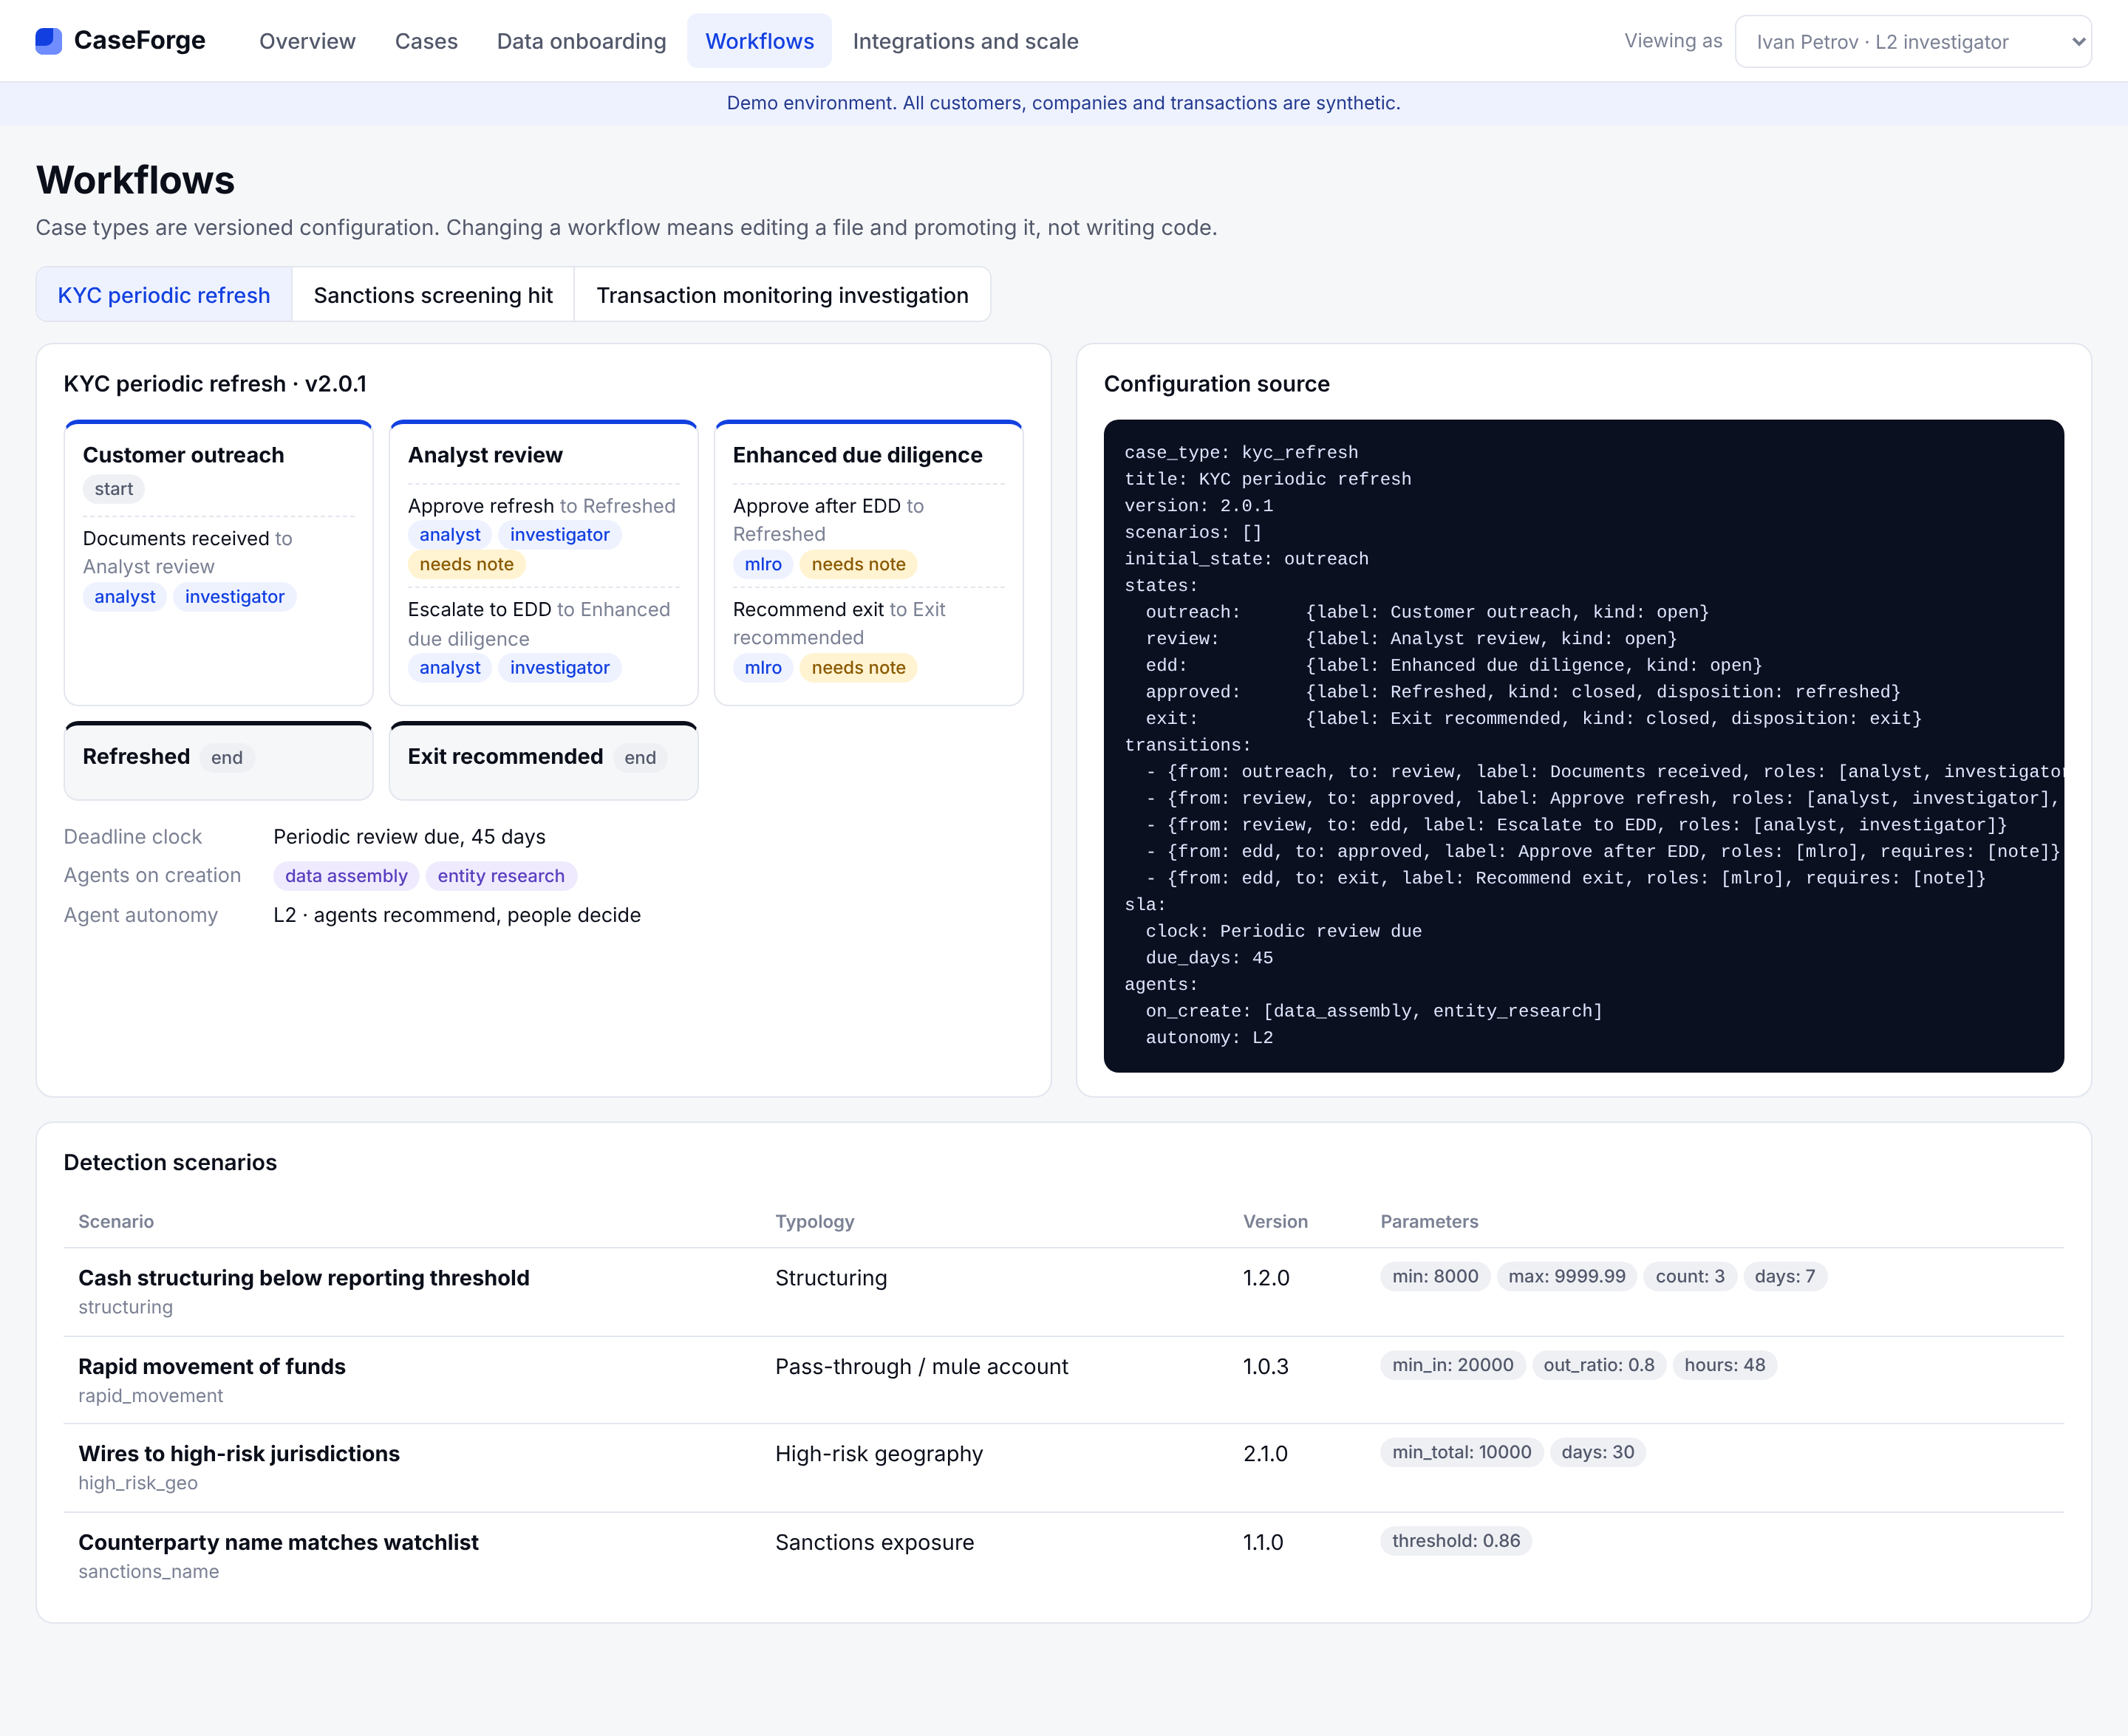 CaseForge
Overview
Cases
Data onboarding
Workflows
Integrations and scale
Viewing as
Ivan Petrov · L2 investigator
Demo environment. All customers, companies and transactions are synthetic.
Workflows
Case types are versioned configuration. Changing a workflow means editing a file and promoting it, not writing code.
KYC periodic refresh
Sanctions screening hit
Transaction monitoring investigation
KYC periodic refresh · v2.0.1
Customer outreach
start
Documents received to
Analyst review
analyst investigator
Analyst review
Approve refresh to Refreshed
analyst investigator
needs note
Escalate to EDD to Enhanced
due diligence
analyst investigator
Enhanced due diligence
Approve after EDD to
Refreshed
mlro needs note
Recommend exit to Exit
recommended
mlro needs note
Refreshed end
Exit recommended end
Deadline clock Periodic review due, 45 days
Agents on creation data assembly entity research
Agent autonomy L2 · agents recommend, people decide
Configuration source
case_type: kyc_refresh
title: KYC periodic refresh
version: 2.0.1
scenarios: []
initial_state: outreach
states:
  outreach:      {label: Customer outreach, kind: open}
  review:        {label: Analyst review, kind: open}
  edd:           {label: Enhanced due diligence, kind: open}
  approved:      {label: Refreshed, kind: closed, disposition: refreshed}
  exit:          {label: Exit recommended, kind: closed, disposition: exit}
transitions:
  - {from: outreach, to: review, label: Documents received, roles: [analyst, investigator
  - {from: review, to: approved, label: Approve refresh, roles: [analyst, investigator],
  - {from: review, to: edd, label: Escalate to EDD, roles: [analyst, investigator]}
  - {from: edd, to: approved, label: Approve after EDD, roles: [mlro], requires: [note]}
  - {from: edd, to: exit, label: Recommend exit, roles: [mlro], requires: [note]}
sla:
  clock: Periodic review due
  due_days: 45
agents:
  on_create: [data_assembly, entity_research]
  autonomy: L2
Detection scenarios
Scenario Typology Version Parameters
Cash structuring below reporting threshold Structuring 1.2.0 min: 8000 max: 9999.99 count: 3 days: 7
structuring
Rapid movement of funds Pass-through / mule account 1.0.3 min_in: 20000 out_ratio: 0.8 hours: 48
rapid_movement
Wires to high-risk jurisdictions High-risk geography 2.1.0 min_total: 10000 days: 30
high_risk_geo
Counterparty name matches watchlist Sanctions exposure 1.1.0 threshold: 0.86
sanctions_name